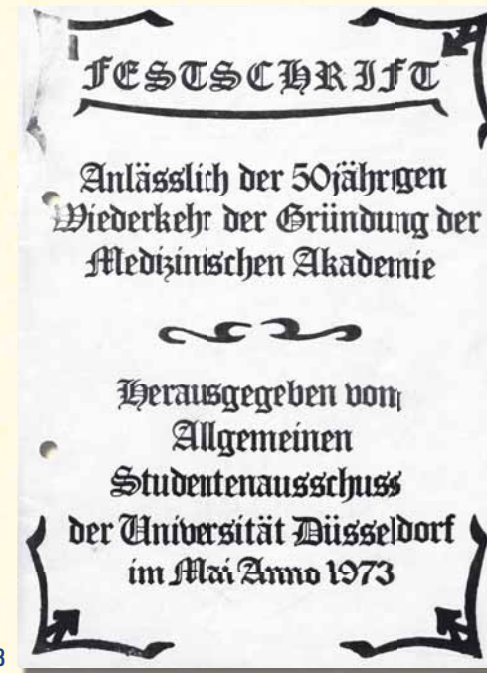 FESTSCHRIFT
Anlässlich der 50jährigen
Wiederkehr der Gründung der
Medizinischen Akademie
Herausgegeben vom
Allgemeinen
Studentenausschuss
der Universität Düsseldorf
im Mai Anno 1973
3